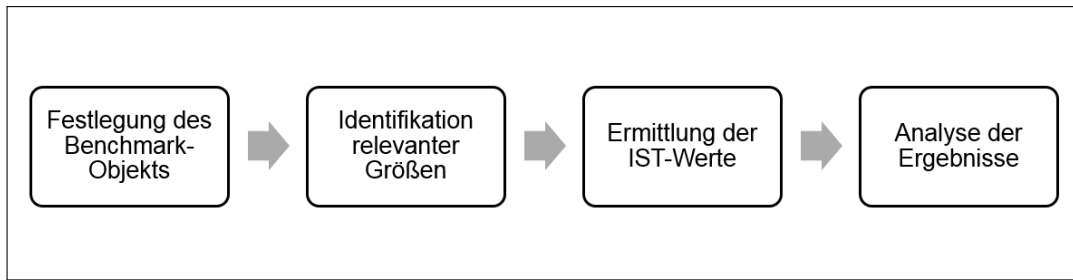 Festlegung des
Benchmark-
Objekts
Identifikation
relevanter
Größen
Ermittlung der
IST-Werte
Analyse der
Ergebnisse